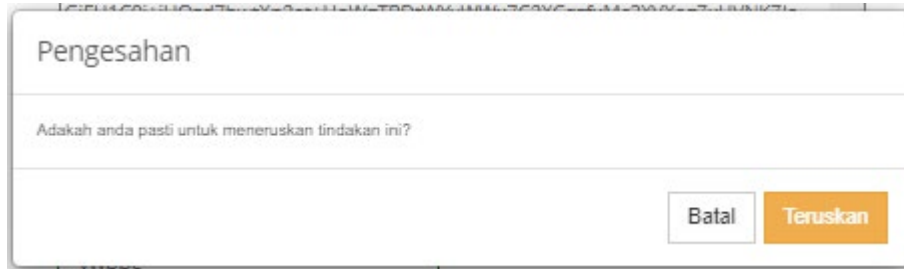 Pengesahan
Adakah anda pasti untuk meneruskan tindakan ini?
Batal
Teruskan